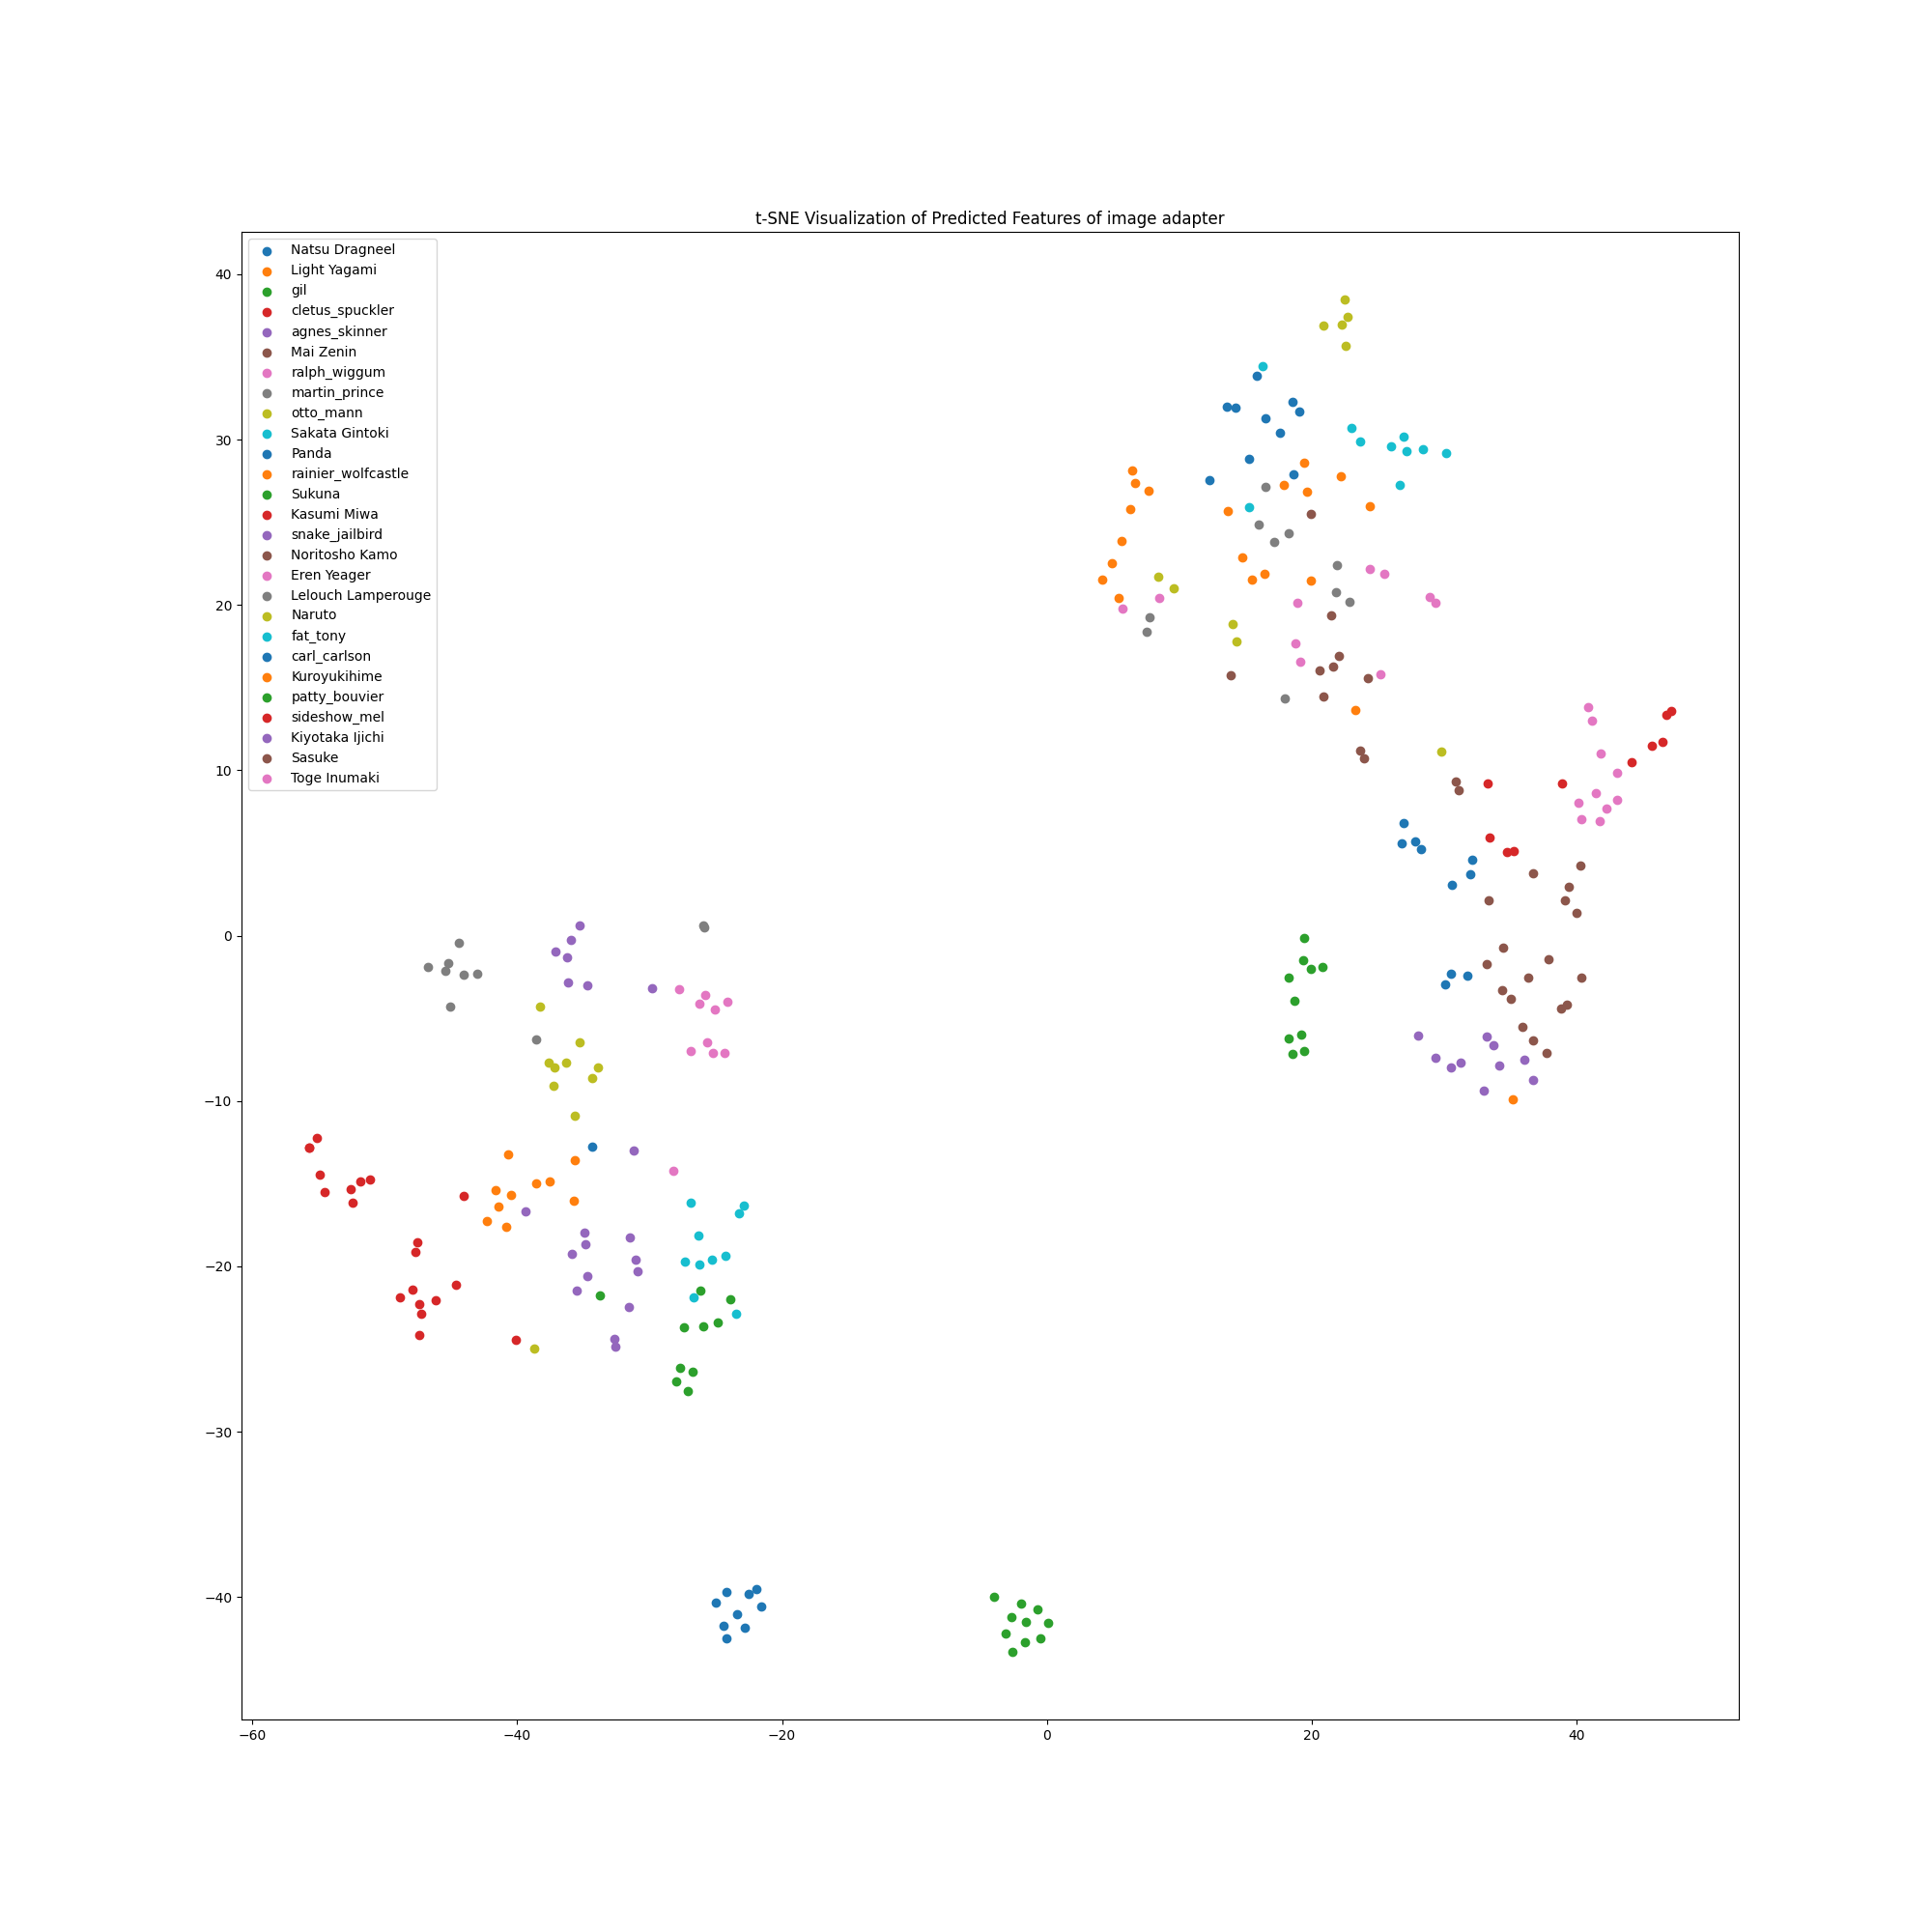 t-SNE Visualization of Predicted Features of image adapter
Natsu Dragneel
Light Yagami
gil
cletus_spuckler
agnes_skinner
Mai Zenin
ralph_wiggum
martin_prince
otto_mann
Sakata Gintoki
Panda
rainier_wolfcastle
Sukuna
Kasumi Miwa
snake_jailbird
Noritosho Kamo
Eren Yeager
Lelouch Lamperouge
Naruto
fat_tony
carl_carlson
Kuroyukihime
patty_bouvier
sideshow_mel
Kiyotaka Ijichi
Sasuke
Toge Inumaki
40
30
20
10
0
−10
−20
−30
−40
−60 −40 −20 0 20 40